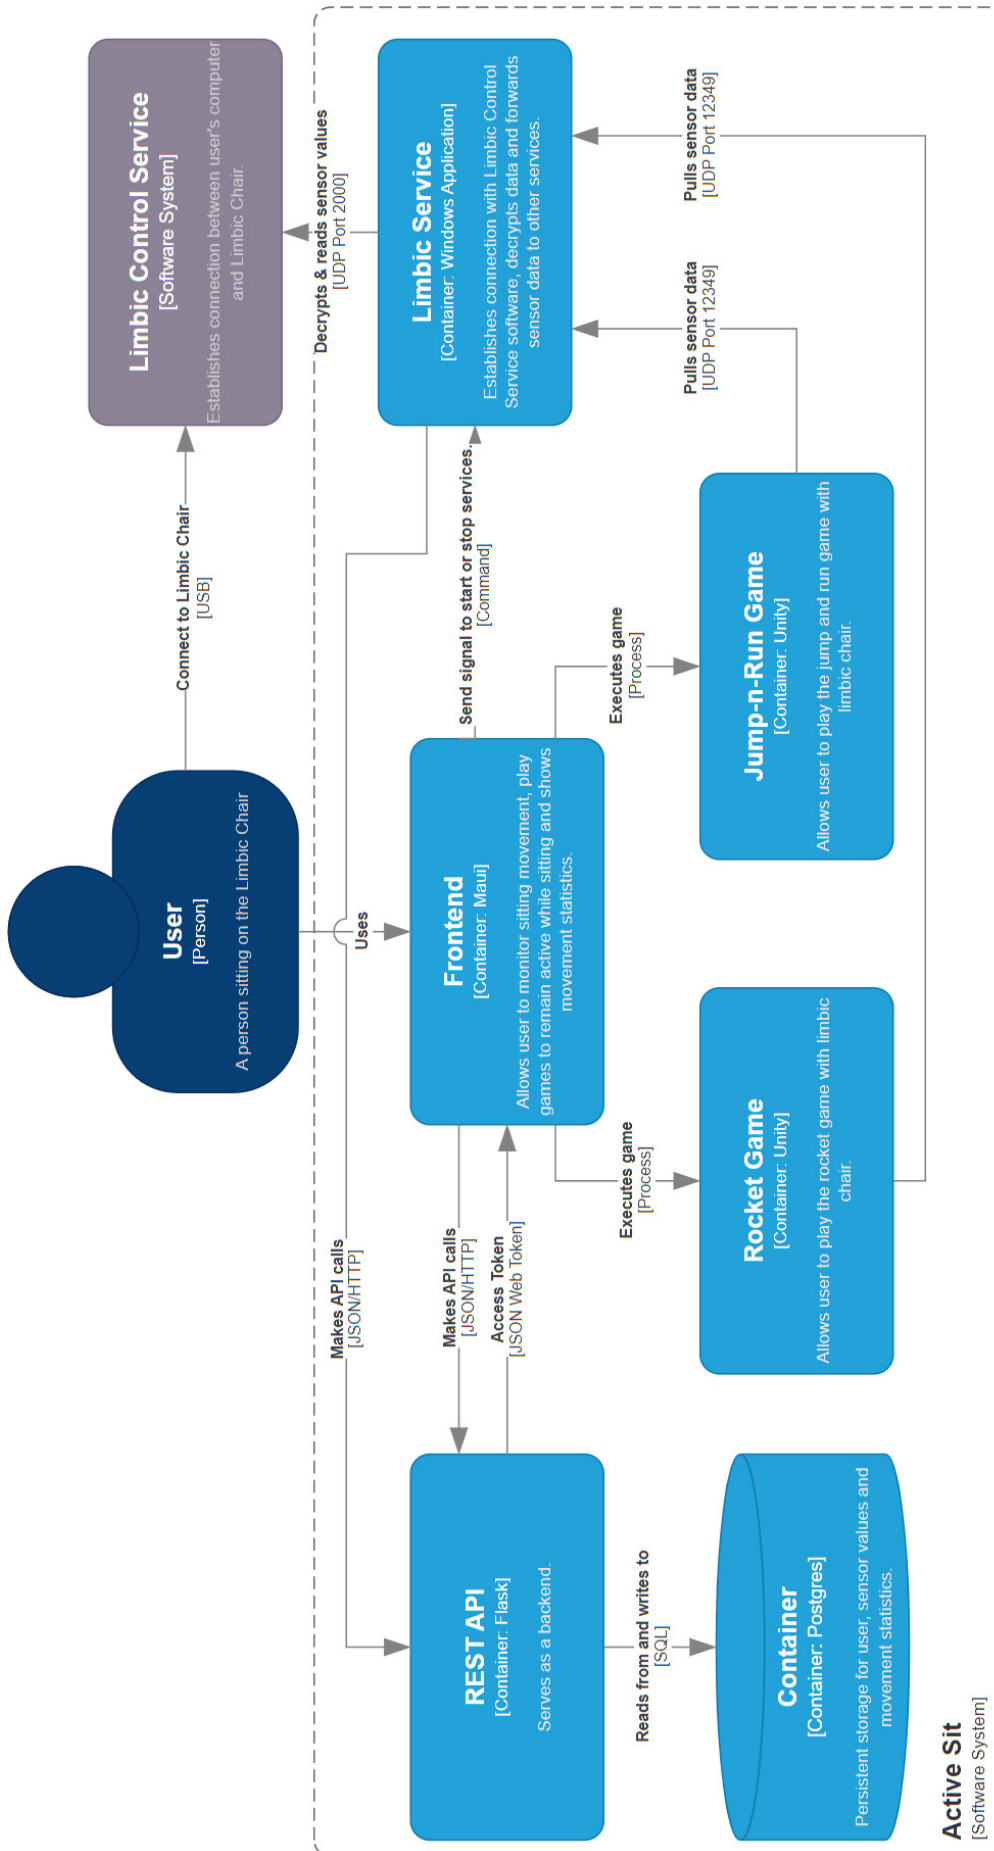 User
[Person]
A person sitting on the Limbic Chair
Connect to Limbic Chair
[USB]
Limbic Control Service
[Software System]
Establishes connection between user's computer
and Limbic Chair.
Uses
Decrypts & reads sensor values
[UDP Port 2000]
Makes API calls
[JSON/HTTP]
REST API
[Container: Flask]
Serves as a backend.
Makes API calls
[JSON/HTTP]
Access Token
[JSON Web Token]
Frontend
[Container: Maui]
Allows user to monitor sitting movement, play
games to remain active while sitting and shows
movement statistics.
Send signal to start or stop services.
[Command]
Limbic Service
[Container: Windows Application]
Establishes connection with Limbic Control
Service software, decrypts data and forwards
sensor data to other services.
Reads from and writes to
[SQL]
Executes game
[Process]
Executes game
[Process]
Pulls sensor data
[UDP Port 12349]
Pulls sensor data
[UDP Port 12349]
Container
[Container: Postgres]
Persistent storage for user, sensor values and
movement statistics.
Rocket Game
[Container: Unity]
Allows user to play the rocket game with limbic
chair.
Jump-n-Run Game
[Container: Unity]
Allows user to play the jump and run game with
limbic chair.
Active Sit
[Software System]